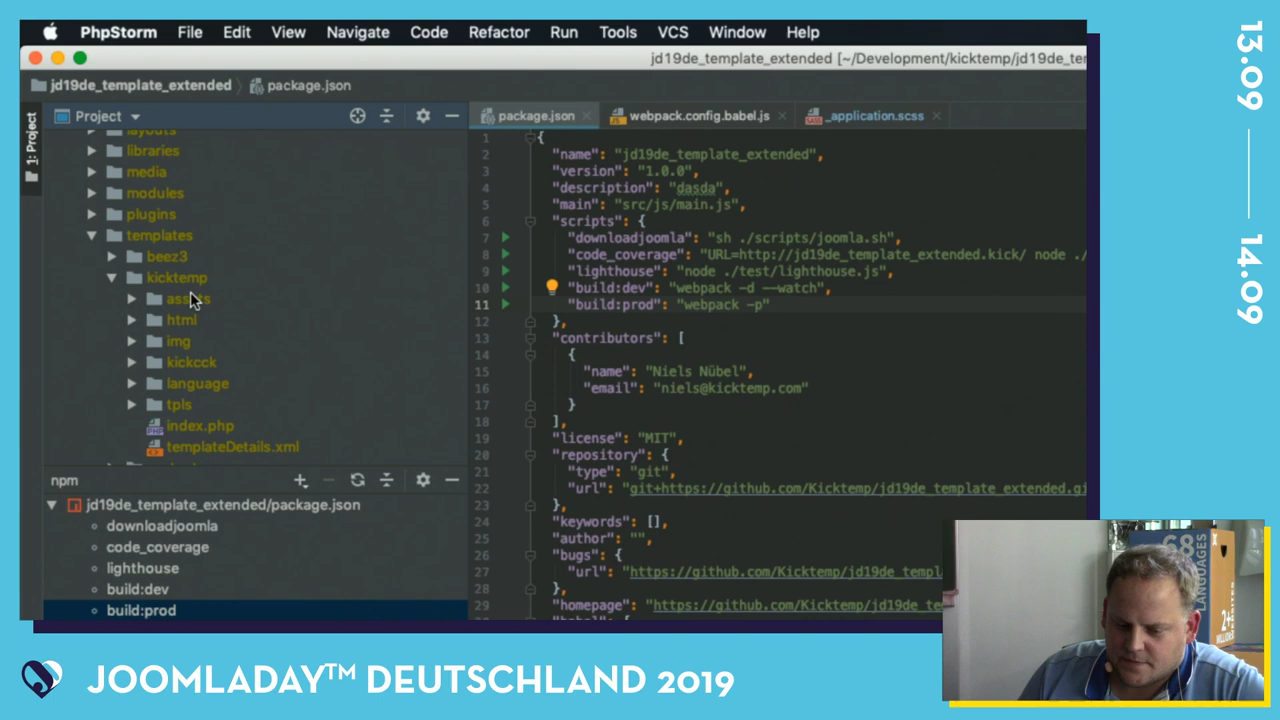 PhpStorm File Edit View Navigate Code Refactor Run Tools VCS Window Help
jd19de_template_extended [~/Development/kicktemp/jd19de_ter
jd19de_template_extended package.json
1: Project
Project
layouts
libraries
media
modules
plugins
templates
beez3
kicktemp
assets
html
img
kickcck
language
tpls
index.php
templateDetails.xml
npm
jd19de_template_extended/package.json
downloadjoomla
code_coverage
lighthouse
build:dev
build:prod
package.json webpack.config.babel.js _application.scss
1 {
2 "name": "jd19de_template_extended",
3 "version": "1.0.0",
4 "description": "dasda",
5 "main": "src/js/main.js",
6 "scripts": {
7 "downloadjoomla": "sh ./scripts/joomla.sh",
8 "code_coverage": "URL=http://jd19de_template_extended.kick/ node ./
9 "lighthouse": "node ./test/lighthouse.js",
10 "build:dev": "webpack -d --watch",
11 "build:prod": "webpack -p"
12 },
13 "contributors": [
14 {
15 "name": "Niels Nübel",
16 "email": "niels@kicktemp.com"
17 }
18 ],
19 "license": "MIT",
20 "repository": {
21 "type": "git",
22 "url": "git+https://github.com/Kicktemp/jd19de_template_extended.gi
23 },
24 "keywords": [],
25 "author": "",
26 "bugs": {
27 "url": "https://github.com/Kicktemp/jd19de_templ
28 },
29 "homepage": "https://github.com/Kicktemp/jd19de_te
13.09
14.09
68
LANGUAGES
2+
JOOMLADAY™ DEUTSCHLAND 2019